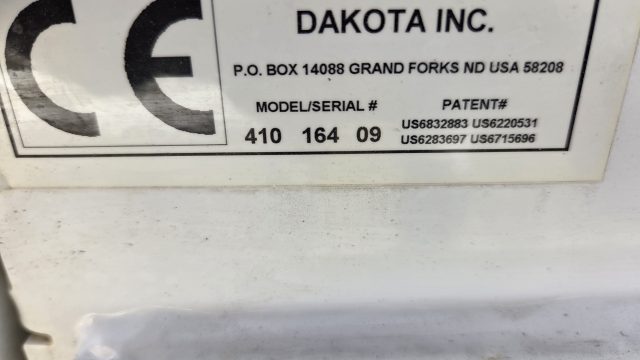 CE
DAKOTA INC.
P.O. BOX 14088 GRAND FORKS ND USA 58208
MODEL/SERIAL # PATENT#
410 164 09 US6832883 US6220531
US6283697 US6715696